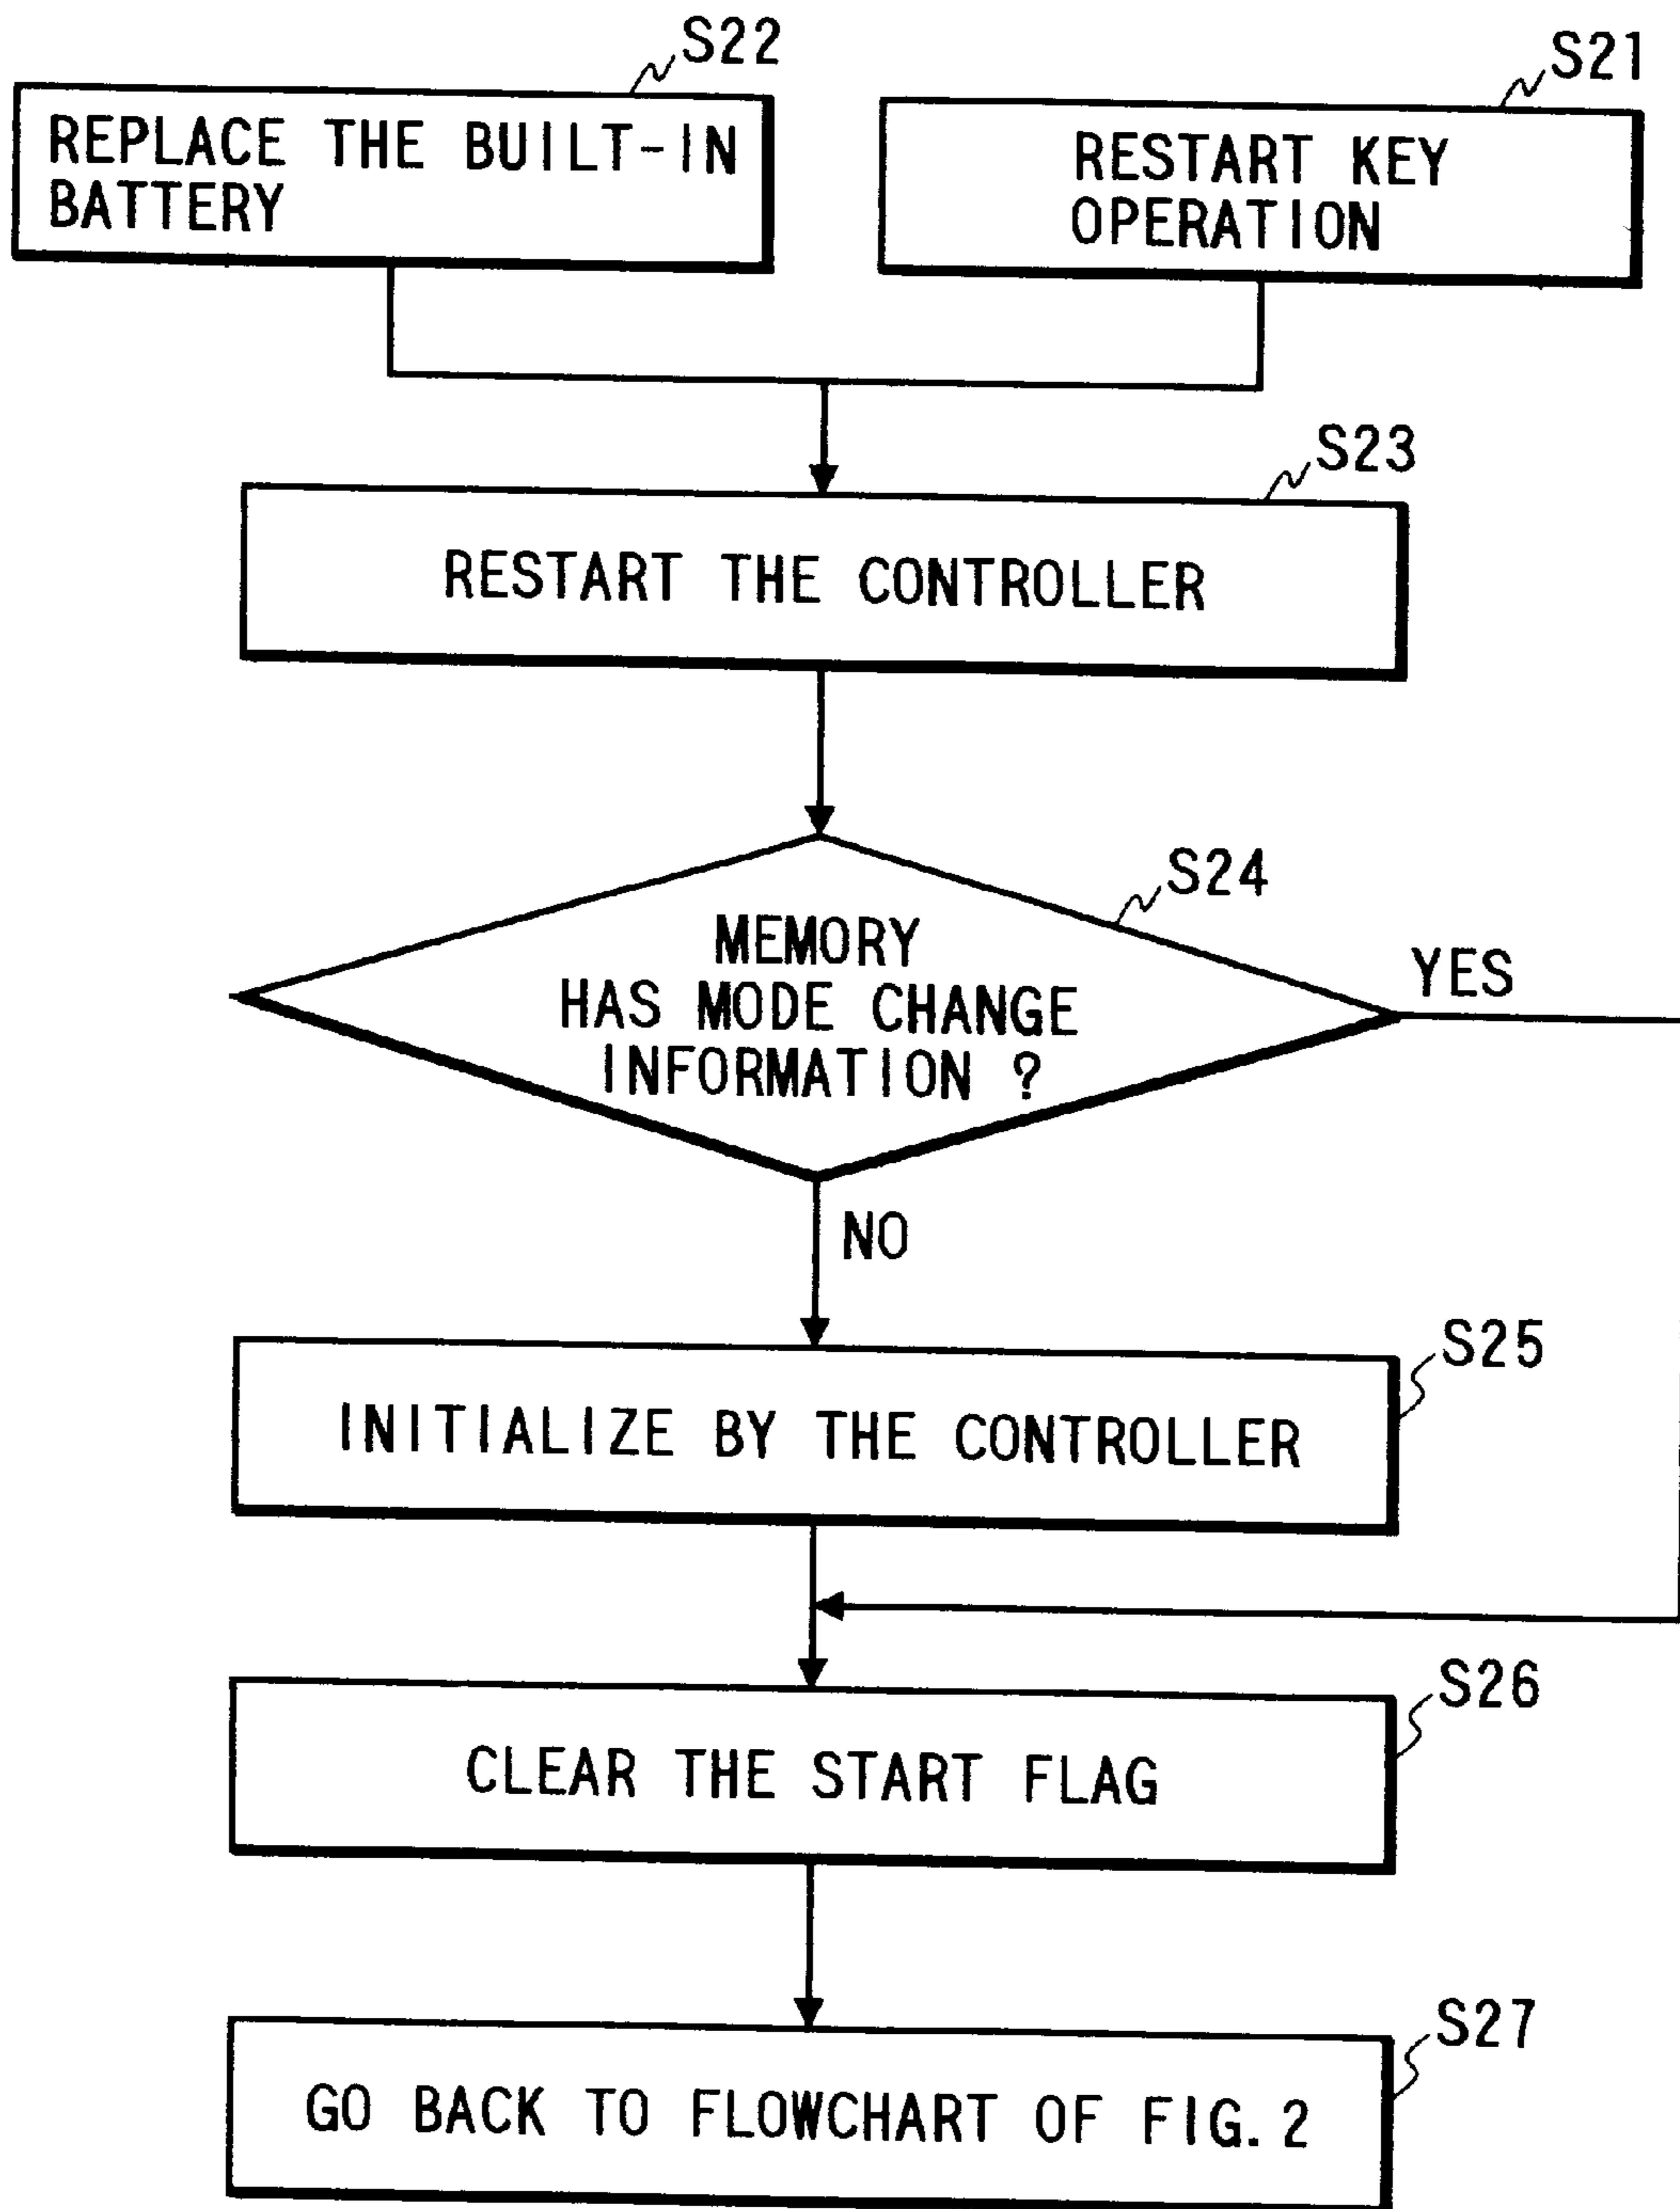 S22
REPLACE THE BUILT-IN
BATTERY
S21
RESTART KEY
OPERATION
S23
RESTART THE CONTROLLER
S24
MEMORY
HAS MODE CHANGE
INFORMATION ?
YES
NO
S25
INITIALIZE BY THE CONTROLLER
S26
CLEAR THE START FLAG
S27
GO BACK TO FLOWCHART OF FIG. 2